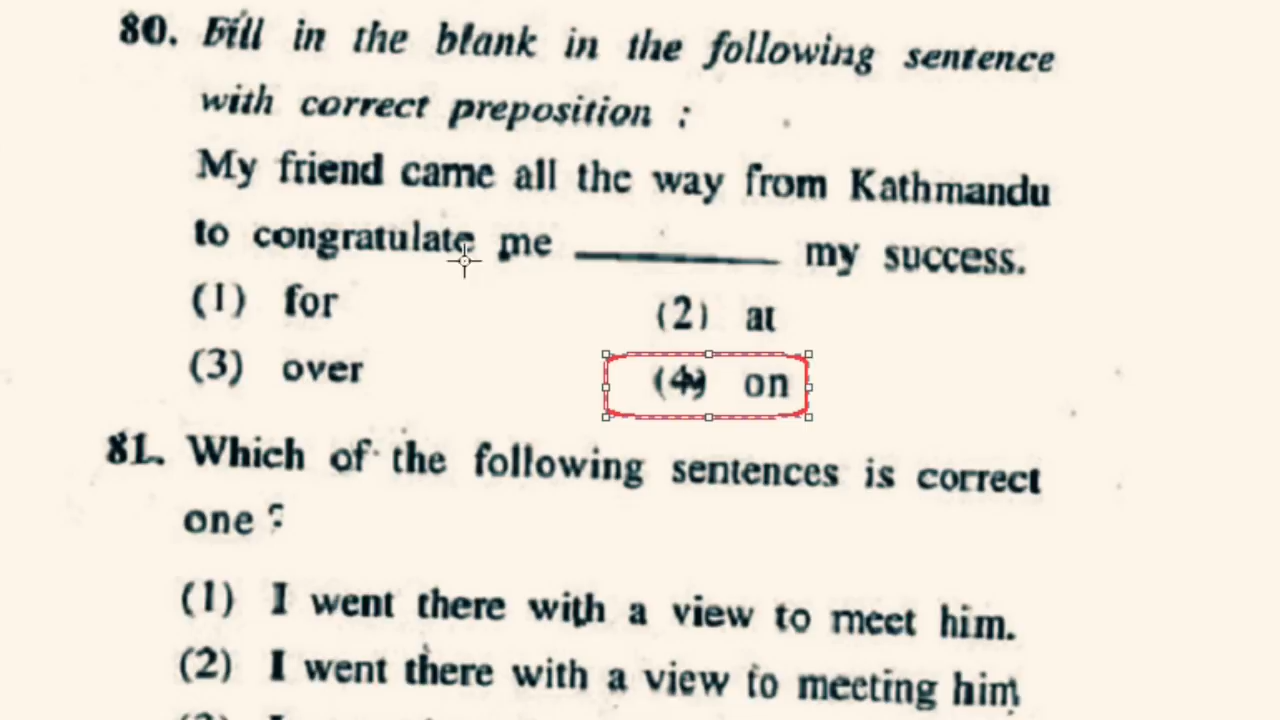 80. Fill in the blank in the following sentence
with correct preposition :
My friend came all the way from Kathmandu
to congratulate me ________ my success.
(1) for (2) at
(3) over (4) on
81. Which of the following sentences is correct
one ?
(1) I went there with a view to meet him.
(2) I went there with a view to meeting him